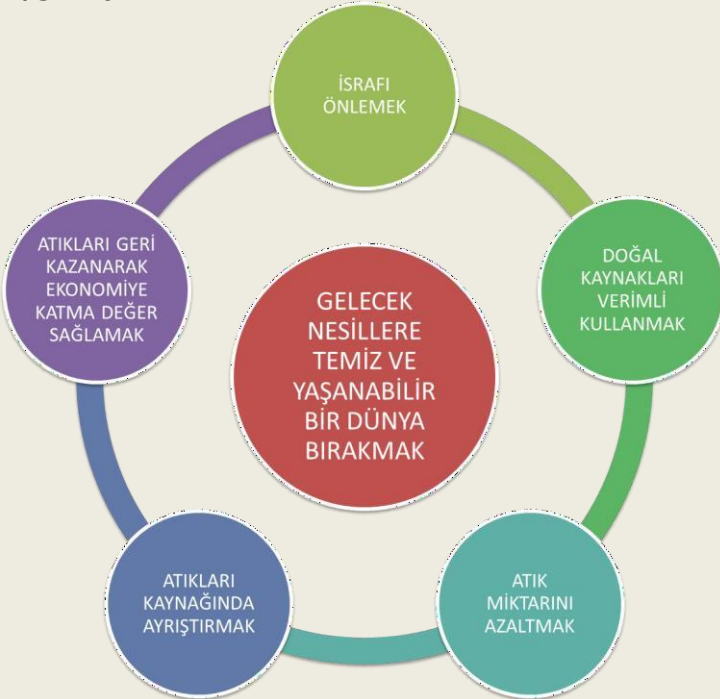 İSRAFI
ÖNLEMEK
DOĞAL
KAYNAKLARI
VERİMLİ
KULLANMAK
ATIK
MİKTARINI
AZALTMAK
ATIKLARI
KAYNAĞINDA
AYRIŞTIRMAK
ATIKLARI GERİ
KAZANARAK
EKONOMİYE
KATMA DEĞER
SAĞLAMAK
GELECEK
NESİLLERE
TEMİZ VE
YAŞANABİLİR
BİR DÜNYA
BIRAKMAK